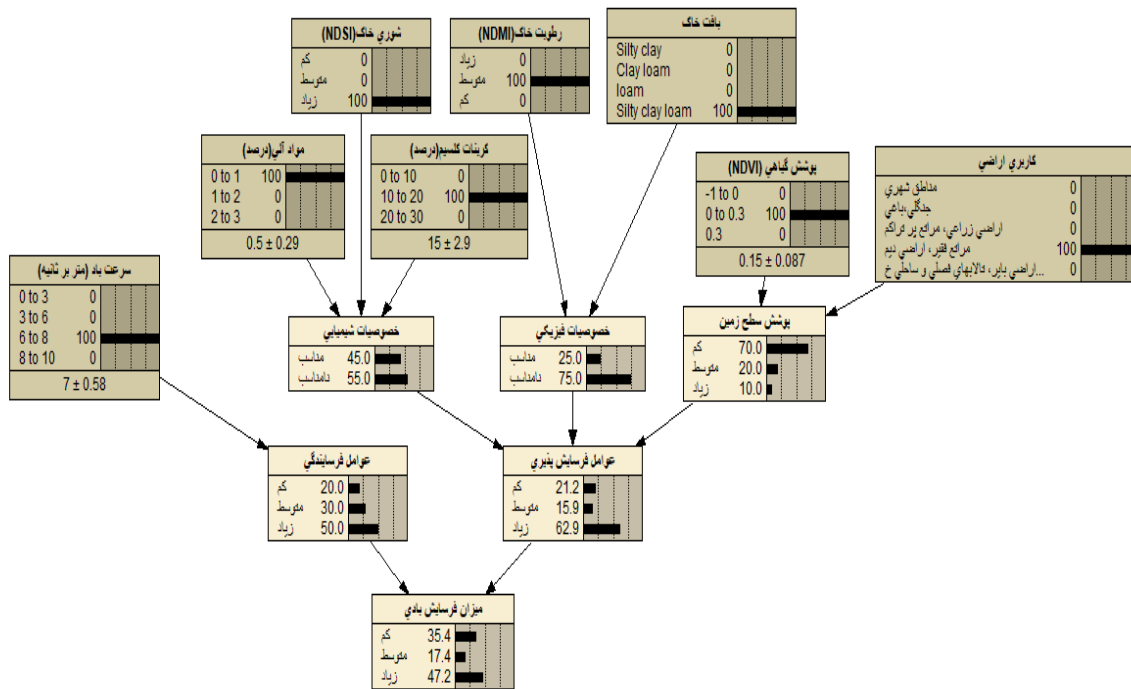 شوري خاك(NDSI)
كم 0
متوسط 0
زياد 100
رطوبت خاك(NDMI)
زياد 0
متوسط 100
كم 0
بافت خاك
Silty clay 0
Clay loam 0
loam 0
Silty clay loam 100
مواد آلي(درصد)
0 to 1 100
1 to 2 0
2 to 3 0
0.5 ± 0.29
كربنات كلسيم(درصد)
0 to 10 0
10 to 20 100
20 to 30 0
15 ± 2.9
پوشش گياهي (NDVI)
-1 to 0 0
0 to 0.3 100
0.3 0
0.15 ± 0.087
كاربري اراضي
مناطق شهري 0
جنگلي،باغي 0
اراضي زراعي، مراتع پر تراكم 0
مراتع فقير، اراضي ديم 100
اراضي باير، تالابهاي فصلي و ساحلي خ... 0
سرعت باد (متر بر ثانيه)
0 to 3 0
3 to 6 0
6 to 8 100
8 to 10 0
7 ± 0.58
خصوصيات شيميايي
مناسب 45.0
نامناسب 55.0
خصوصيات فيزيكي
مناسب 25.0
نامناسب 75.0
پوشش سطح زمين
كم 70.0
متوسط 20.0
زياد 10.0
عوامل فرسايندگي
كم 20.0
متوسط 30.0
زياد 50.0
عوامل فرسايش پذيري
كم 21.2
متوسط 15.9
زياد 62.9
ميزان فرسايش بادي
كم 35.4
متوسط 17.4
زياد 47.2